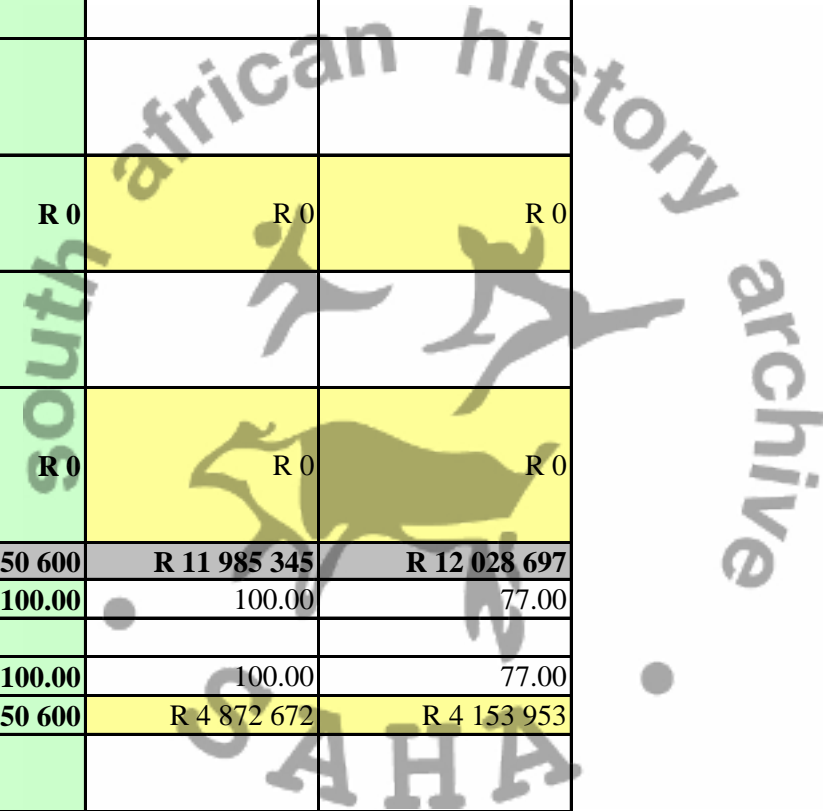 south african history archive
R 0 R 0 R 0
R 0 R 0 R 0
50 600 R 11 985 345 R 12 028 697
100.00 100.00 77.00
100.00 100.00 77.00
50 600 R 4 872 672 R 4 153 953
SAHA